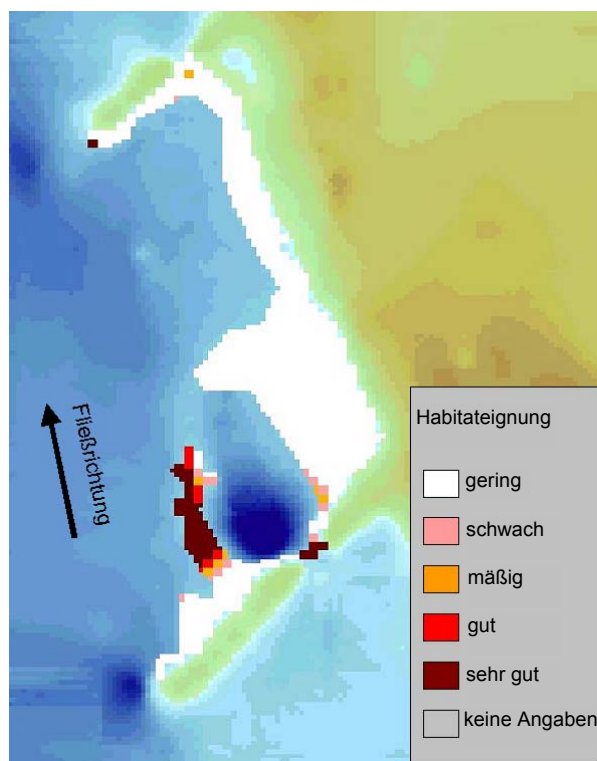 Fließrichtung
Habitateignung
gering
schwach
mäßig
gut
sehr gut
keine Angaben